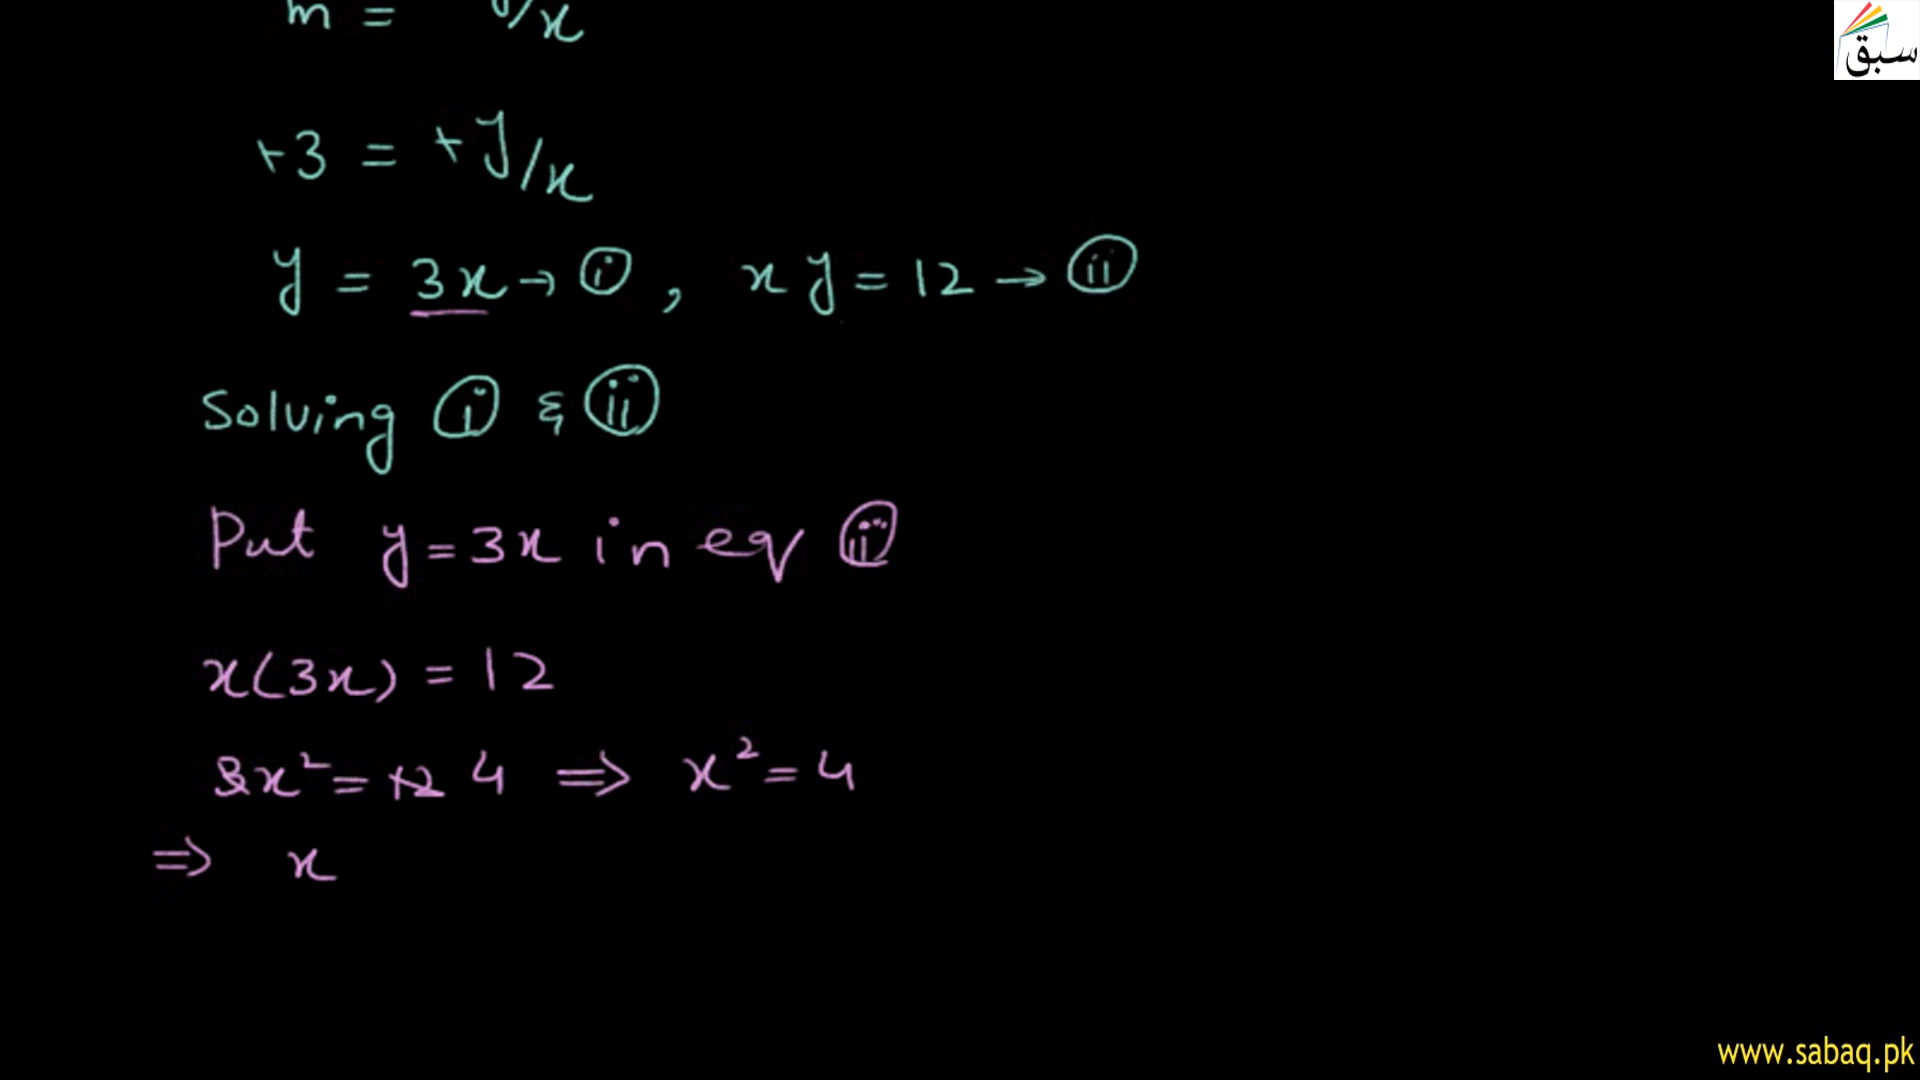 m = y/x
سبق
+3 = +y/x
y = 3x → (i) , xy = 12 → (ii)
Solving (i) & (ii)
Put y = 3x in eq (ii)
x(3x) = 12
3x² = 12 4 ⇒ x² = 4
⇒ x
www.sabaq.pk